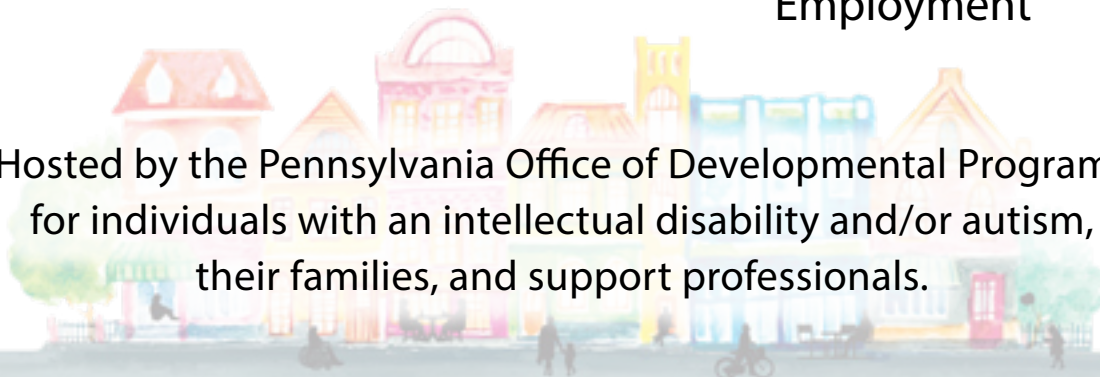 Employment
Hosted by the Pennsylvania Office of Developmental Program
for individuals with an intellectual disability and/or autism,
their families, and support professionals.